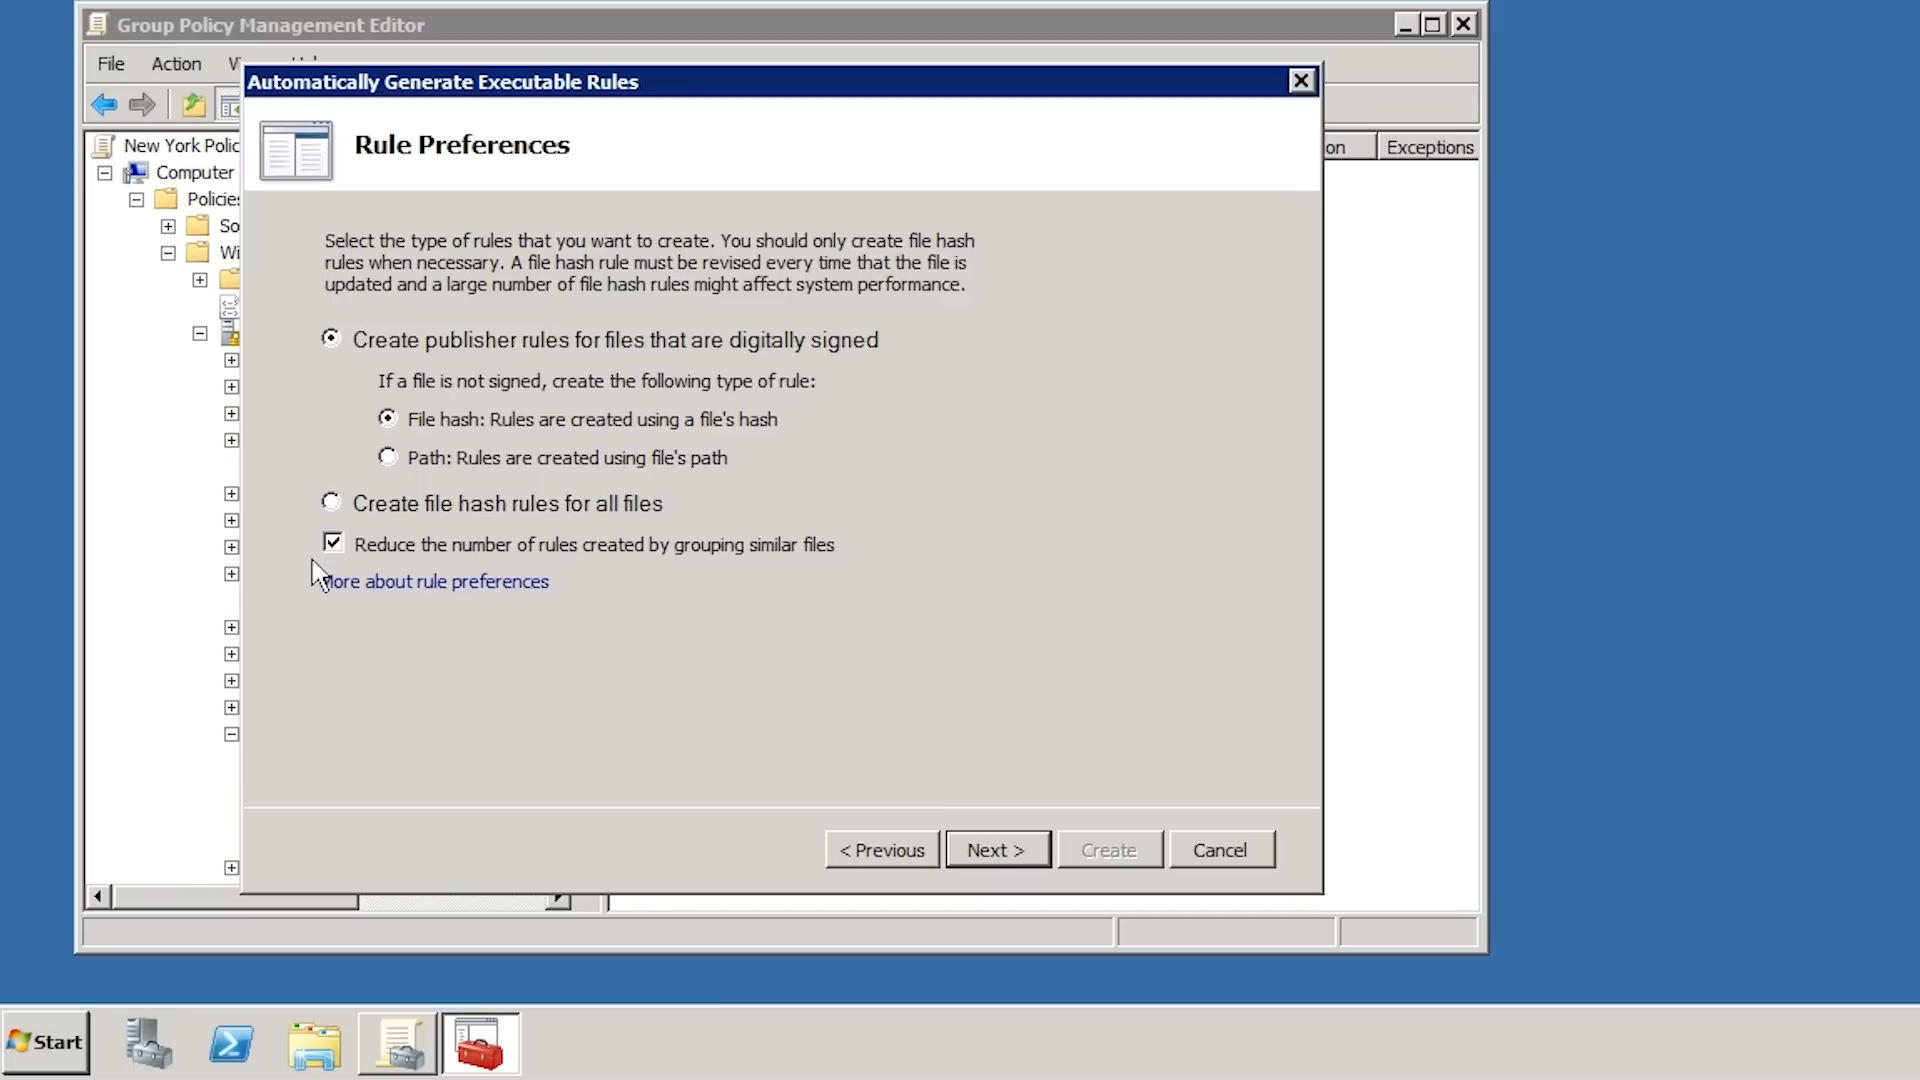 Group Policy Management Editor
File Action
Automatically Generate Executable Rules
Rule Preferences
New York Polic
on Exceptions
Computer
Policies
So
Wi
Select the type of rules that you want to create. You should only create file hash
rules when necessary. A file hash rule must be revised every time that the file is
updated and a large number of file hash rules might affect system performance.
Create publisher rules for files that are digitally signed
If a file is not signed, create the following type of rule:
File hash: Rules are created using a file's hash
Path: Rules are created using file's path
Create file hash rules for all files
Reduce the number of rules created by grouping similar files
More about rule preferences
< Previous Next > Create Cancel
Start